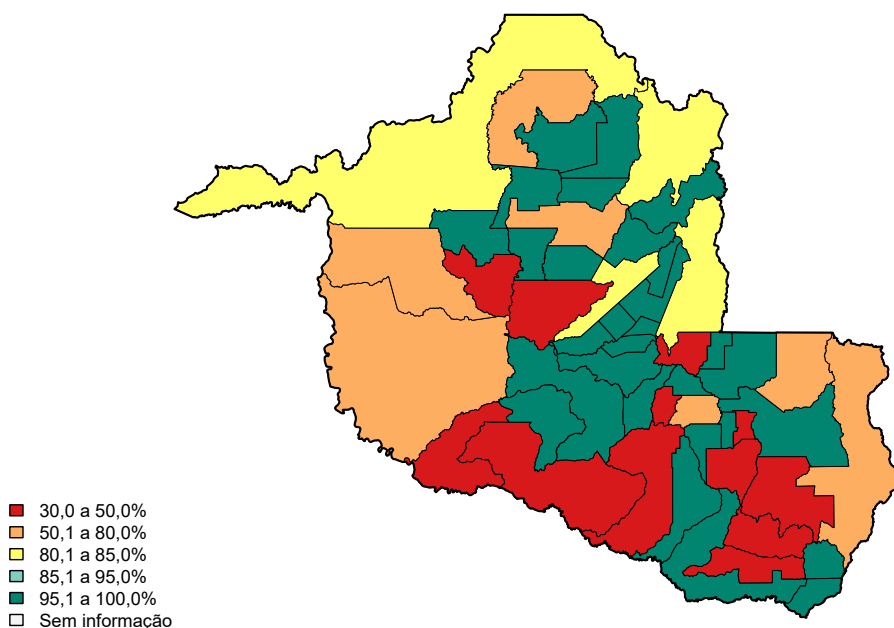 30,0 a 50,0%
50,1 a 80,0%
80,1 a 85,0%
85,1 a 95,0%
95,1 a 100,0%
Sem informação